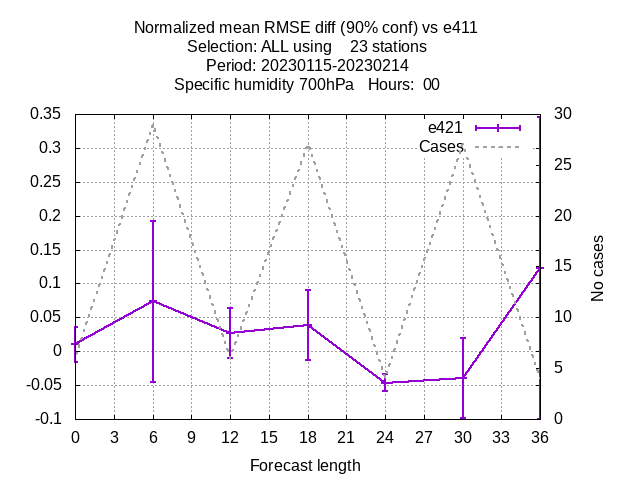 Normalized mean RMSE diff (90% conf) vs e411
Selection: ALL using    23 stations
Period: 20230115-20230214
Specific humidity 700hPa   Hours:  00
0.35
0.3
0.25
0.2
0.15
0.1
0.05
0
-0.05
-0.1
30
25
20
15
10
5
0
e421
Cases
No cases
0 3 6 9 12 15 18 21 24 27 30 33 36
Forecast length